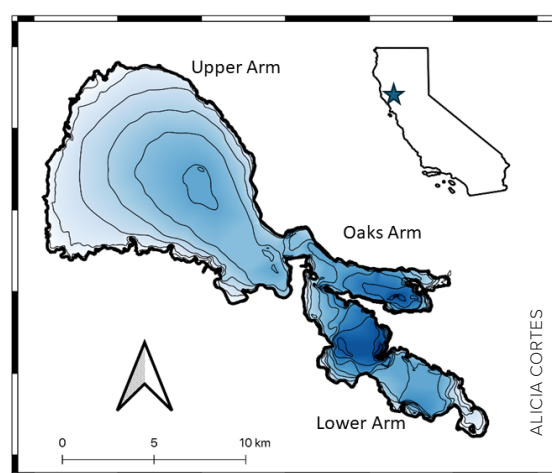 Upper Arm
Oaks Arm
Lower Arm
0 5 10 km
ALICIA CORTES